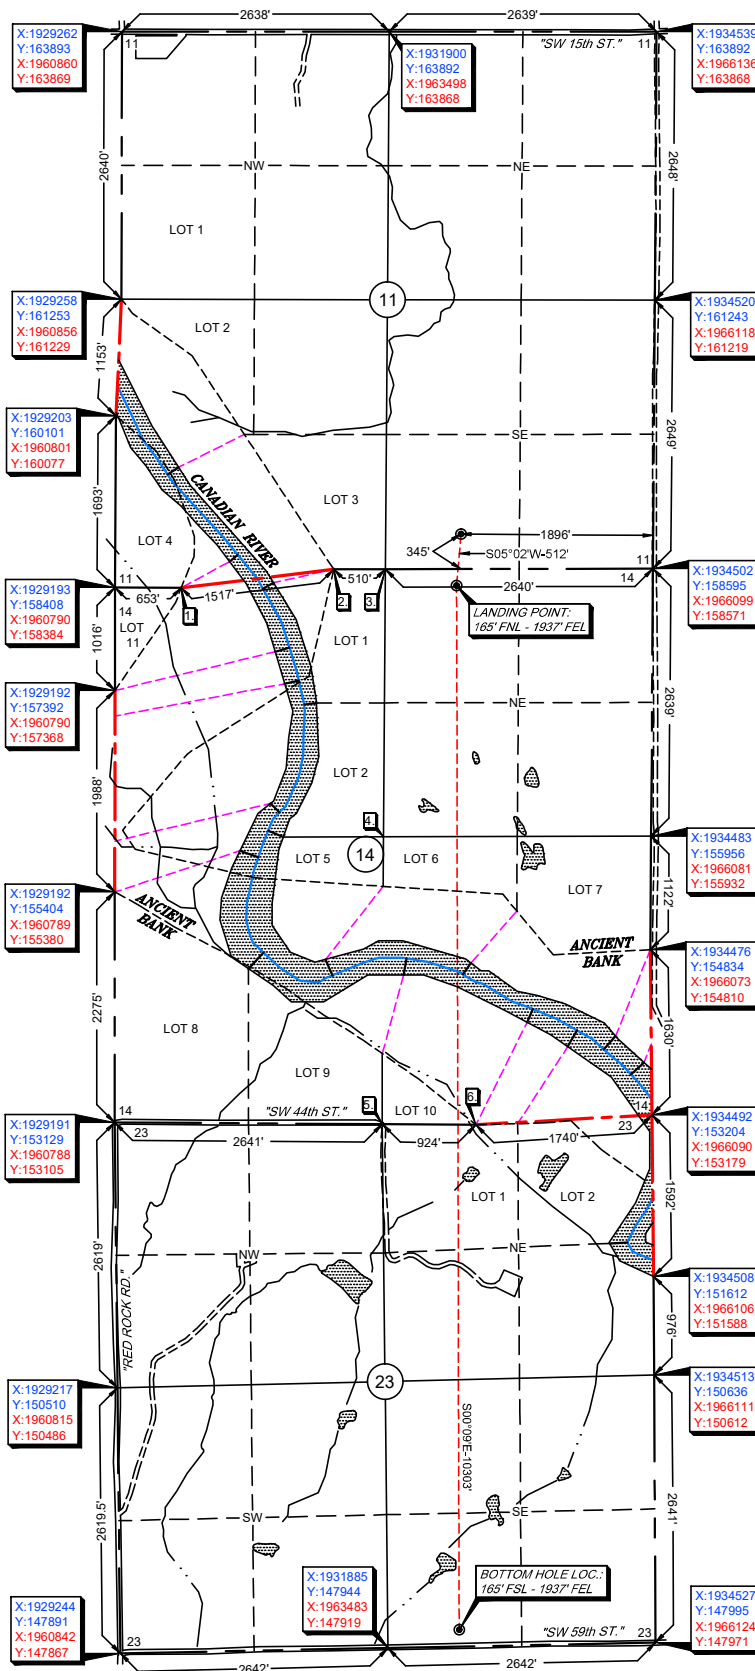 2638'
2639'
X:1929262
Y:163893
X:1960860
Y:163869
11
X:1931900
Y:163892
X:1963498
Y:163868
"SW 15th ST."
11
X:1934539
Y:163892
X:1966136
Y:163868
2640'
2648'
NW
NE
LOT 1
X:1929258
Y:161253
X:1960856
Y:161229
11
X:1934520
Y:161243
X:1966118
Y:161219
LOT 2
1153'
X:1929203
Y:160101
X:1960801
Y:160077
SE
2649'
1693'
CANADIAN RIVER
LOT 3
LOT 4
1896'
345'
S05°02'W-512'
11
653'
1517'
510'
2640'
11
14
X:1929193
Y:158408
X:1960790
Y:158384
14
LOT
11
1.
2.
3.
LANDING POINT:
165' FNL - 1937' FEL
X:1934502
Y:158595
X:1966099
Y:158571
1016'
LOT 1
X:1929192
Y:157392
X:1960790
Y:157368
NE
2639'
1988'
LOT 2
4.
LOT 5
14
LOT 6
X:1934483
Y:155956
X:1966081
Y:155932
X:1929192
Y:155404
X:1960789
Y:155380
LOT 7
1122'
ANCIENT
BANK
ANCIENT
BANK
X:1934476
Y:154834
X:1966073
Y:154810
2275'
LOT 8
1630'
LOT 9
5.
LOT 10
6.
14
"SW 44th ST."
14
X:1929191
Y:153129
X:1960788
Y:153105
23
2641'
924'
1740'
23
X:1934492
Y:153204
X:1966090
Y:153179
LOT 1
LOT 2
1592'
2619'
NW
NE
"RED ROCK RD."
X:1934508
Y:151612
X:1966106
Y:151588
976'
23
X:1929217
Y:150510
X:1960815
Y:150486
S00°09'E-10303'
X:1934513
Y:150636
X:1966111
Y:150612
2619.5'
2641'
SW
SE
X:1931885
Y:147944
X:1963483
Y:147919
BOTTOM HOLE LOC.:
165' FSL - 1937' FEL
X:1929244
Y:147891
X:1960842
Y:147867
23
"SW 59th ST."
23
X:1934527
Y:147995
X:1966124
Y:147971
2642'
2642'